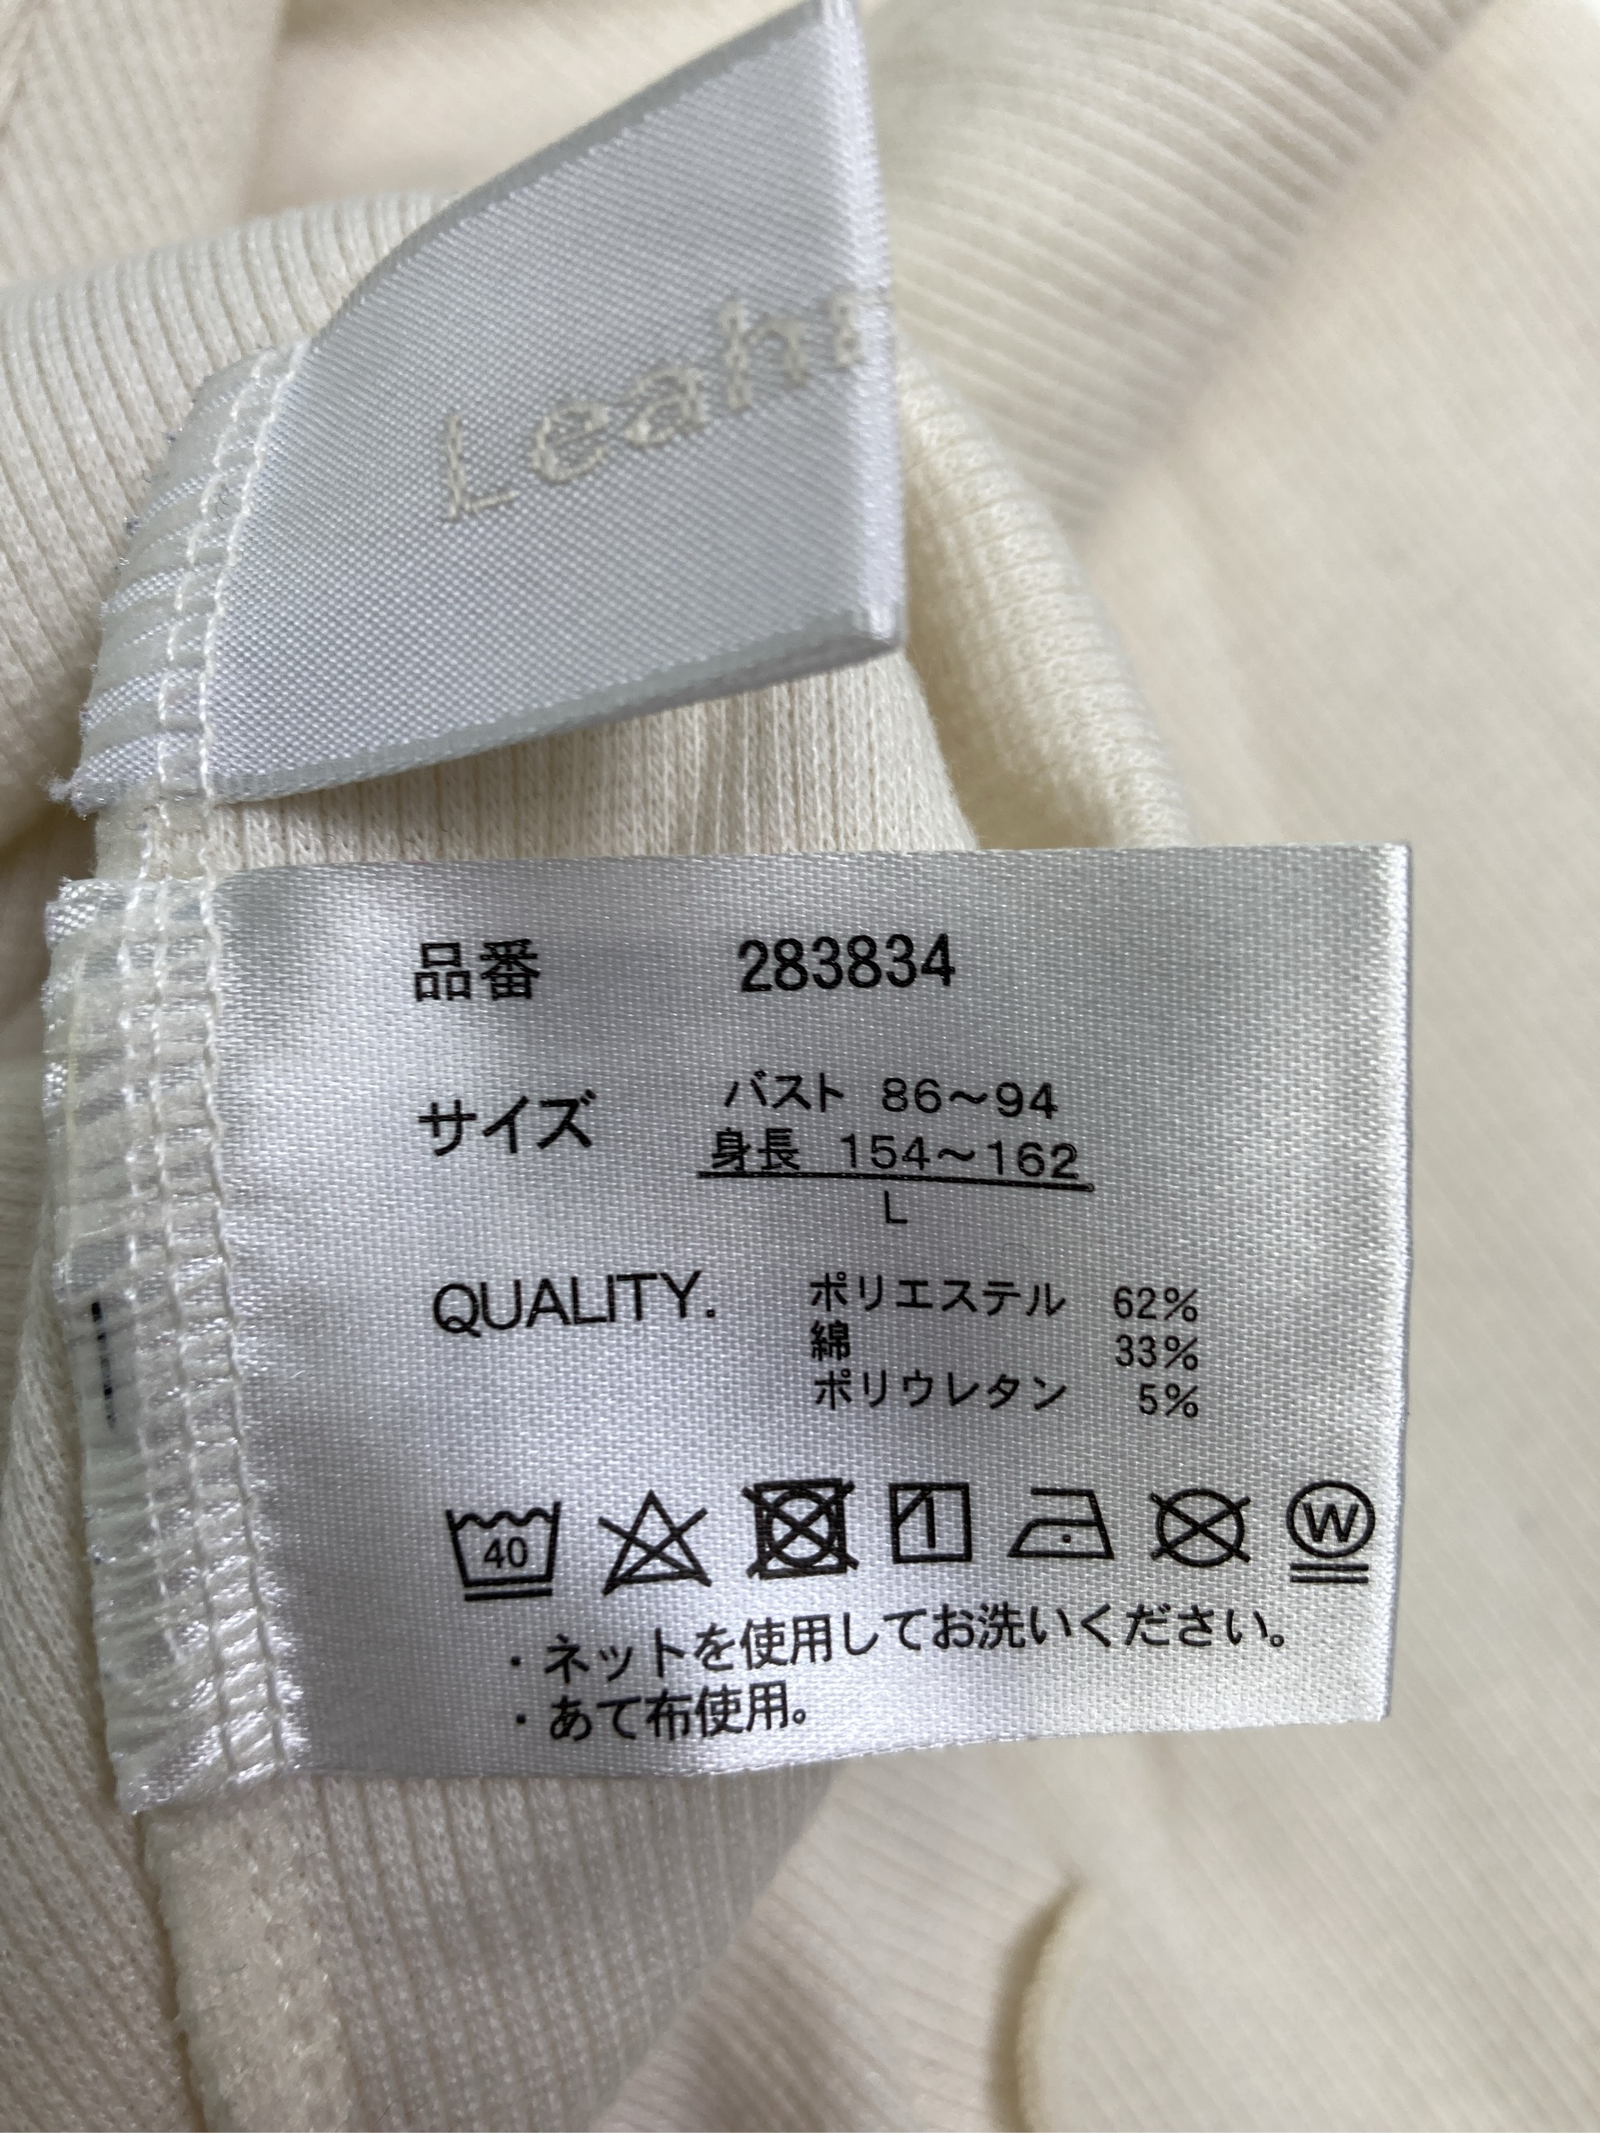 品番 283834
サイズ バスト 86～94
身長 154～162
L
QUALITY. ポリエステル 62%
綿 33%
ポリウレタン 5%
40 W
・ネットを使用してお洗いください。
・あて布使用。